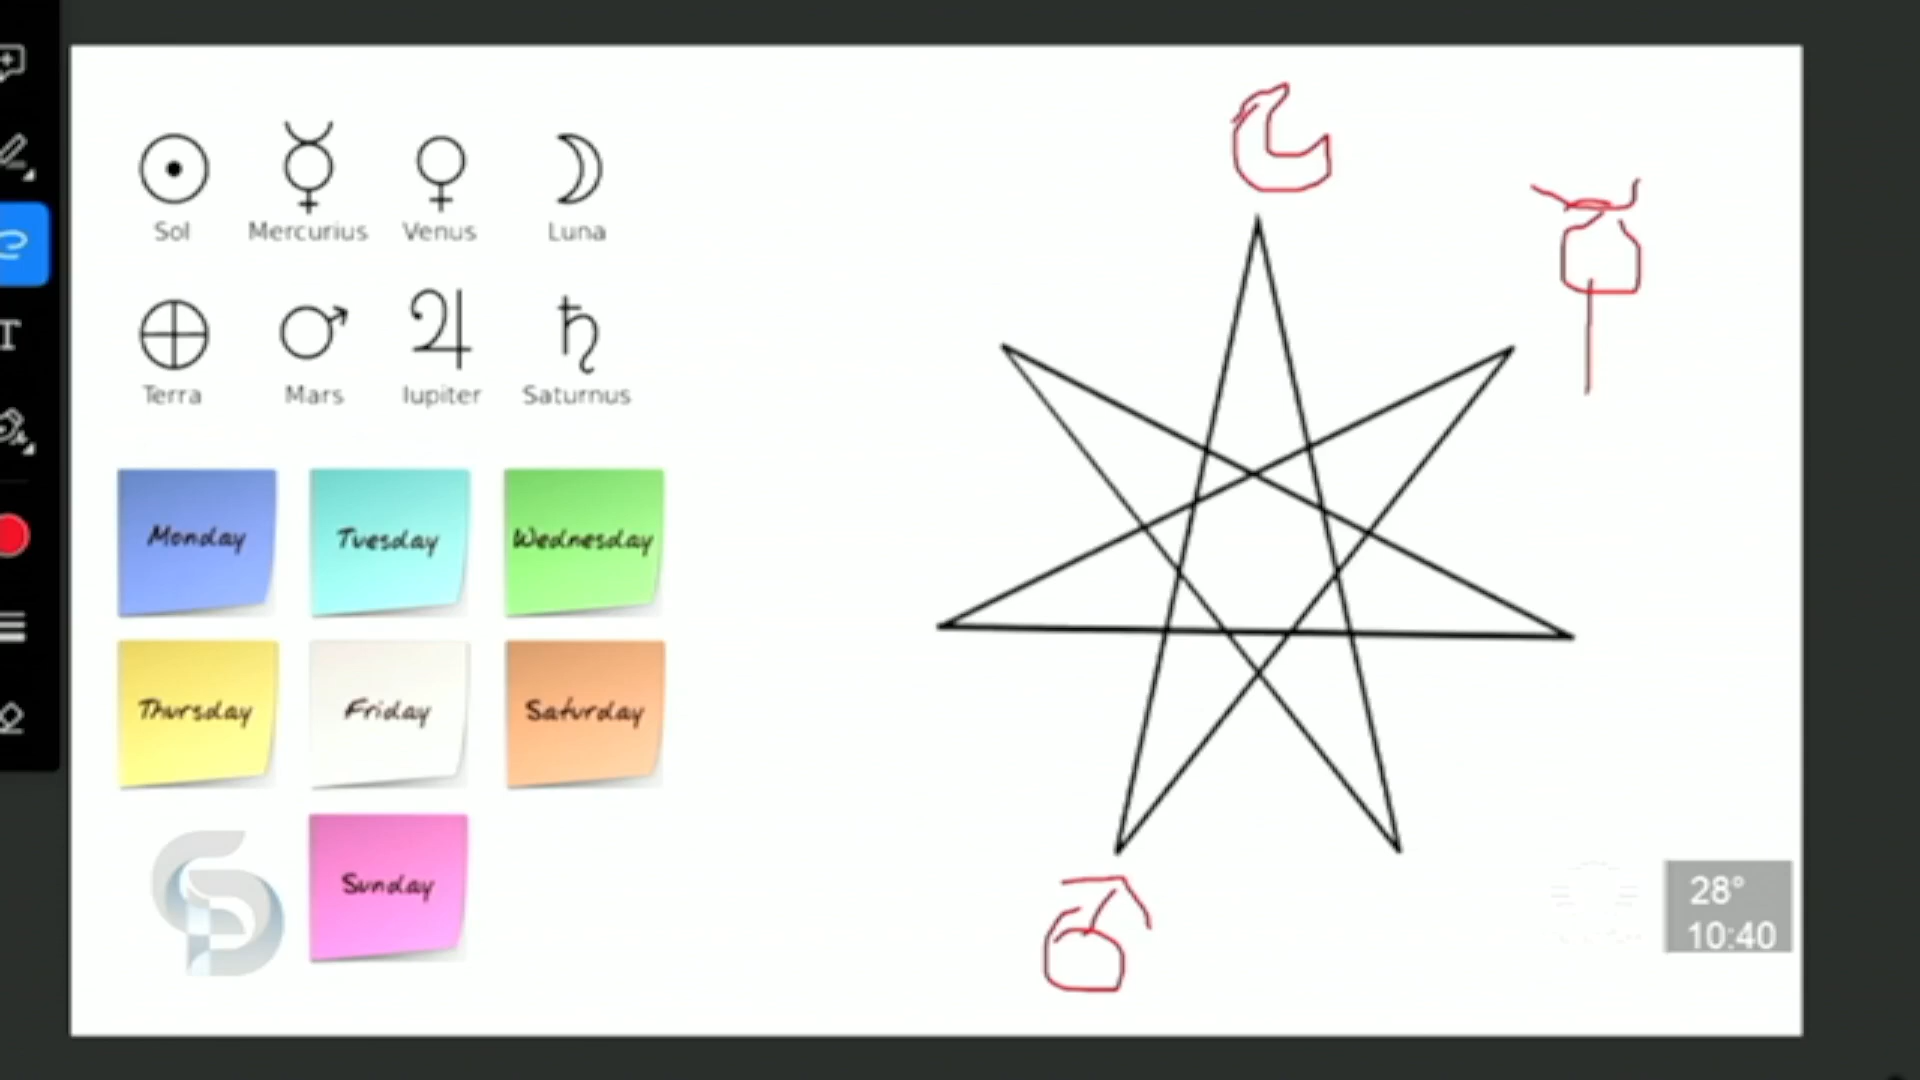 Sol Mercurius Venus Luna
Terra Mars Iupiter Saturnus
Monday Tuesday Wednesday
Thursday Friday Saturday
Sunday
28°
10:40
T